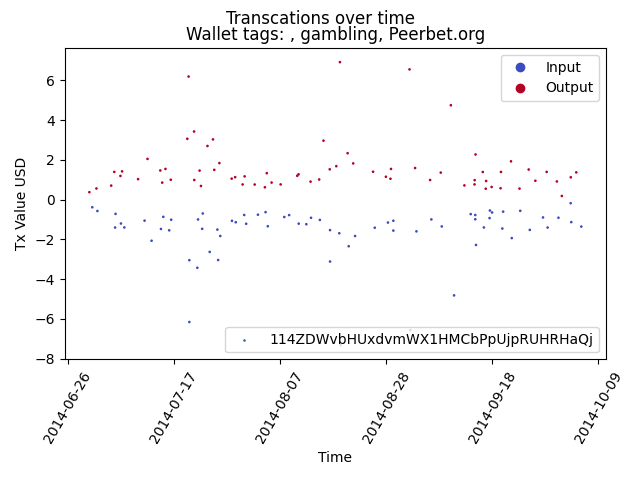 Transcations over time
Wallet tags: , gambling, Peerbet.org
Tx Value USD
6
4
2
0
−2
−4
−6
−8
Input
Output
114ZDWvbHUxdvmWX1HMCbPpUjpRUHRHaQj
2014-06-26
2014-07-17
2014-08-07
2014-08-28
2014-09-18
2014-10-09
Time